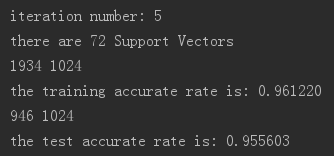 iteration number: 5
there are 72 Support Vectors
1934 1024
the training accurate rate is: 0.961220
946 1024
the test accurate rate is: 0.955603